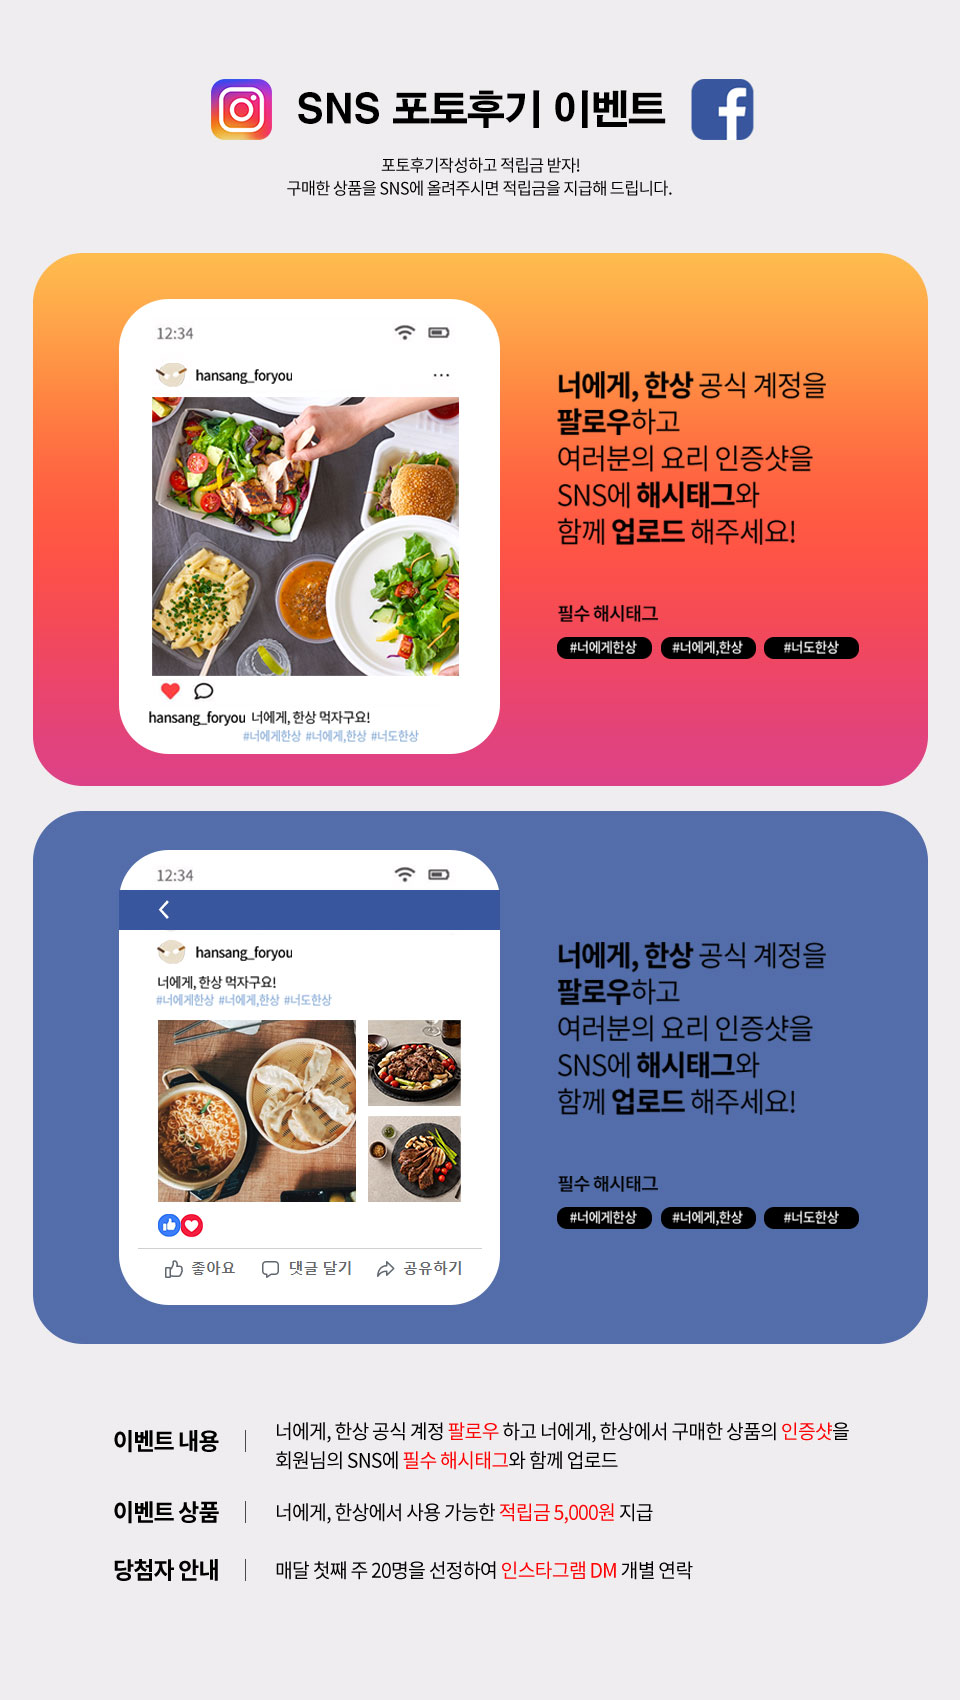 SNS 포토후기 이벤트
포토후기작성하고 적립금 받자!
구매한 상품을 SNS에 올려주시면 적립금을 지급해 드립니다.
12:34
hansang_foryou
hansang_foryou 너에게, 한상 먹자구요!
#너에게한상 #너에게,한상 #너도한상
너에게, 한상 공식 계정을
팔로우하고
여러분의 요리 인증샷을
SNS에 해시태그와
함께 업로드 해주세요!
필수 해시태그
#너에게한상 #너에게,한상 #너도한상
12:34
hansang_foryou
너에게, 한상 먹자구요!
#너에게한상 #너에게,한상 #너도한상
좋아요 댓글 달기 공유하기
너에게, 한상 공식 계정을
팔로우하고
여러분의 요리 인증샷을
SNS에 해시태그와
함께 업로드 해주세요!
필수 해시태그
#너에게한상 #너에게,한상 #너도한상
이벤트 내용
너에게, 한상 공식 계정 팔로우 하고 너에게, 한상에서 구매한 상품의 인증샷을
회원님의 SNS에 필수 해시태그와 함께 업로드
이벤트 상품
너에게, 한상에서 사용 가능한 적립금 5,000원 지급
당첨자 안내
매달 첫째 주 20명을 선정하여 인스타그램 DM 개별 연락